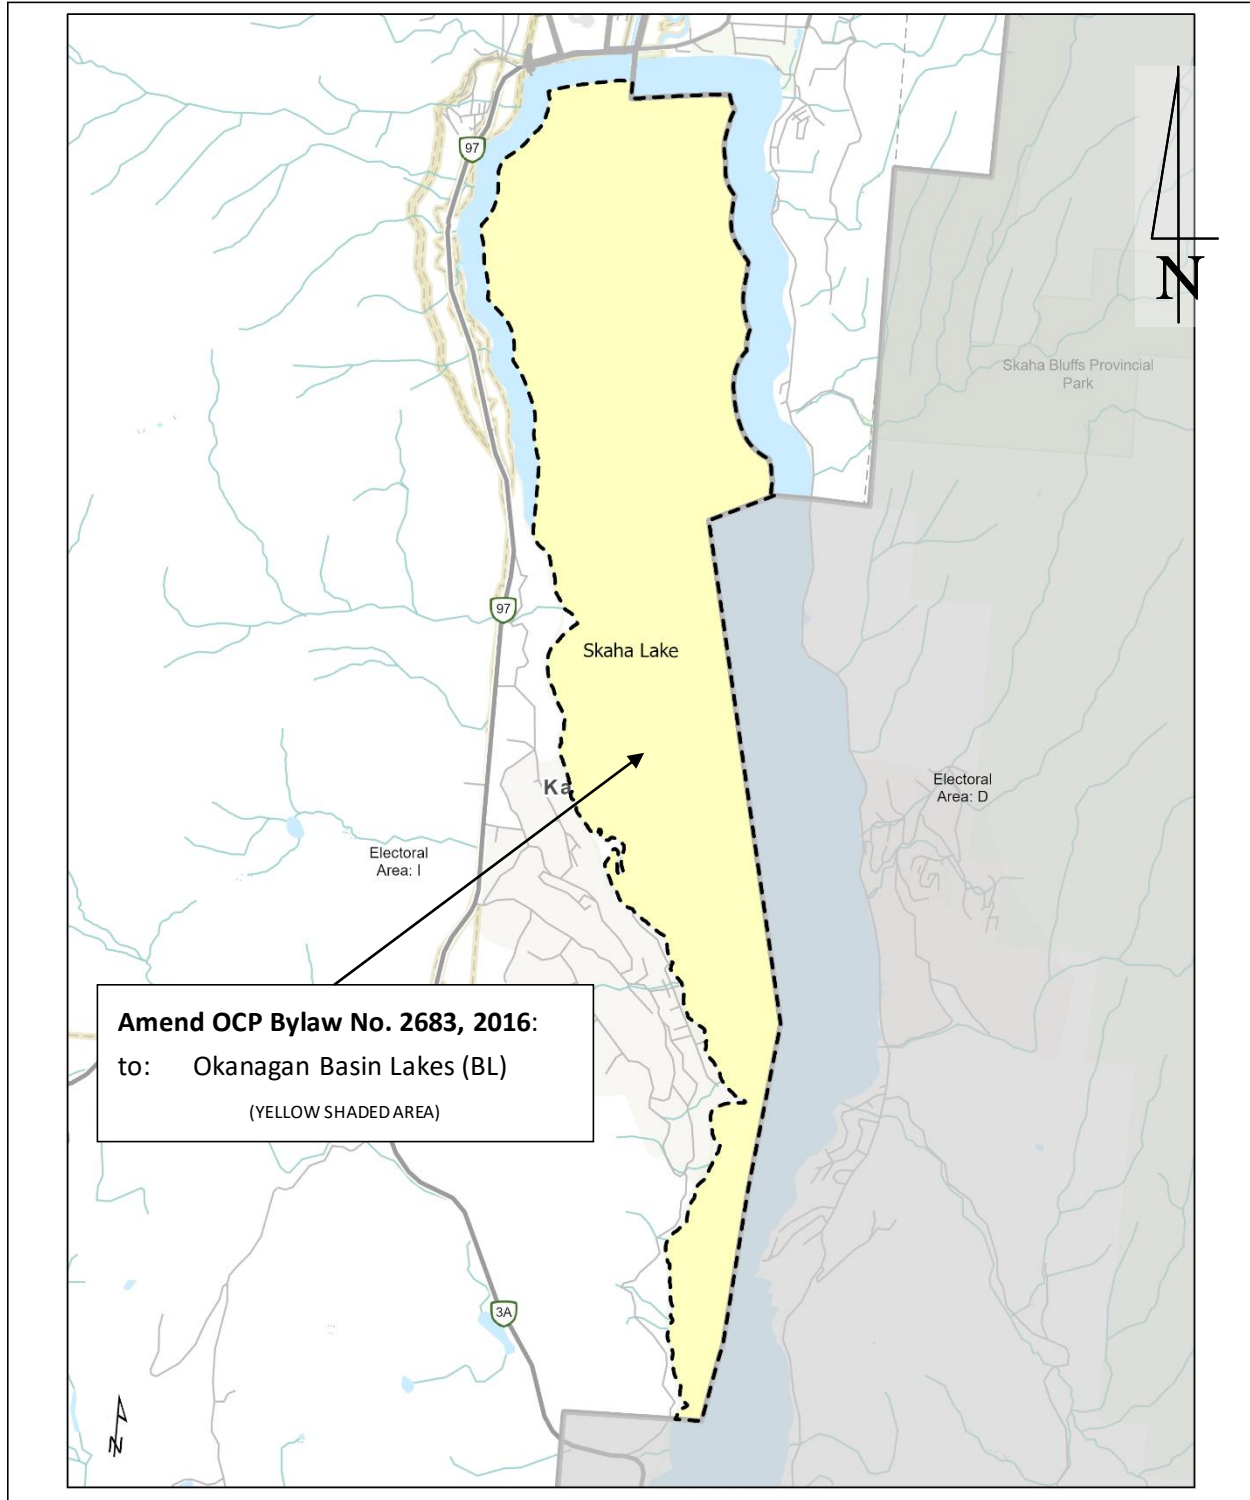 97
N
Skaha Bluffs Provincial
Park
97
Skaha Lake
Ka
Electoral
Area: D
Electoral
Area: I
Amend OCP Bylaw No. 2683, 2016:
to: Okanagan Basin Lakes (BL)
(YELLOW SHADED AREA)
3A
N